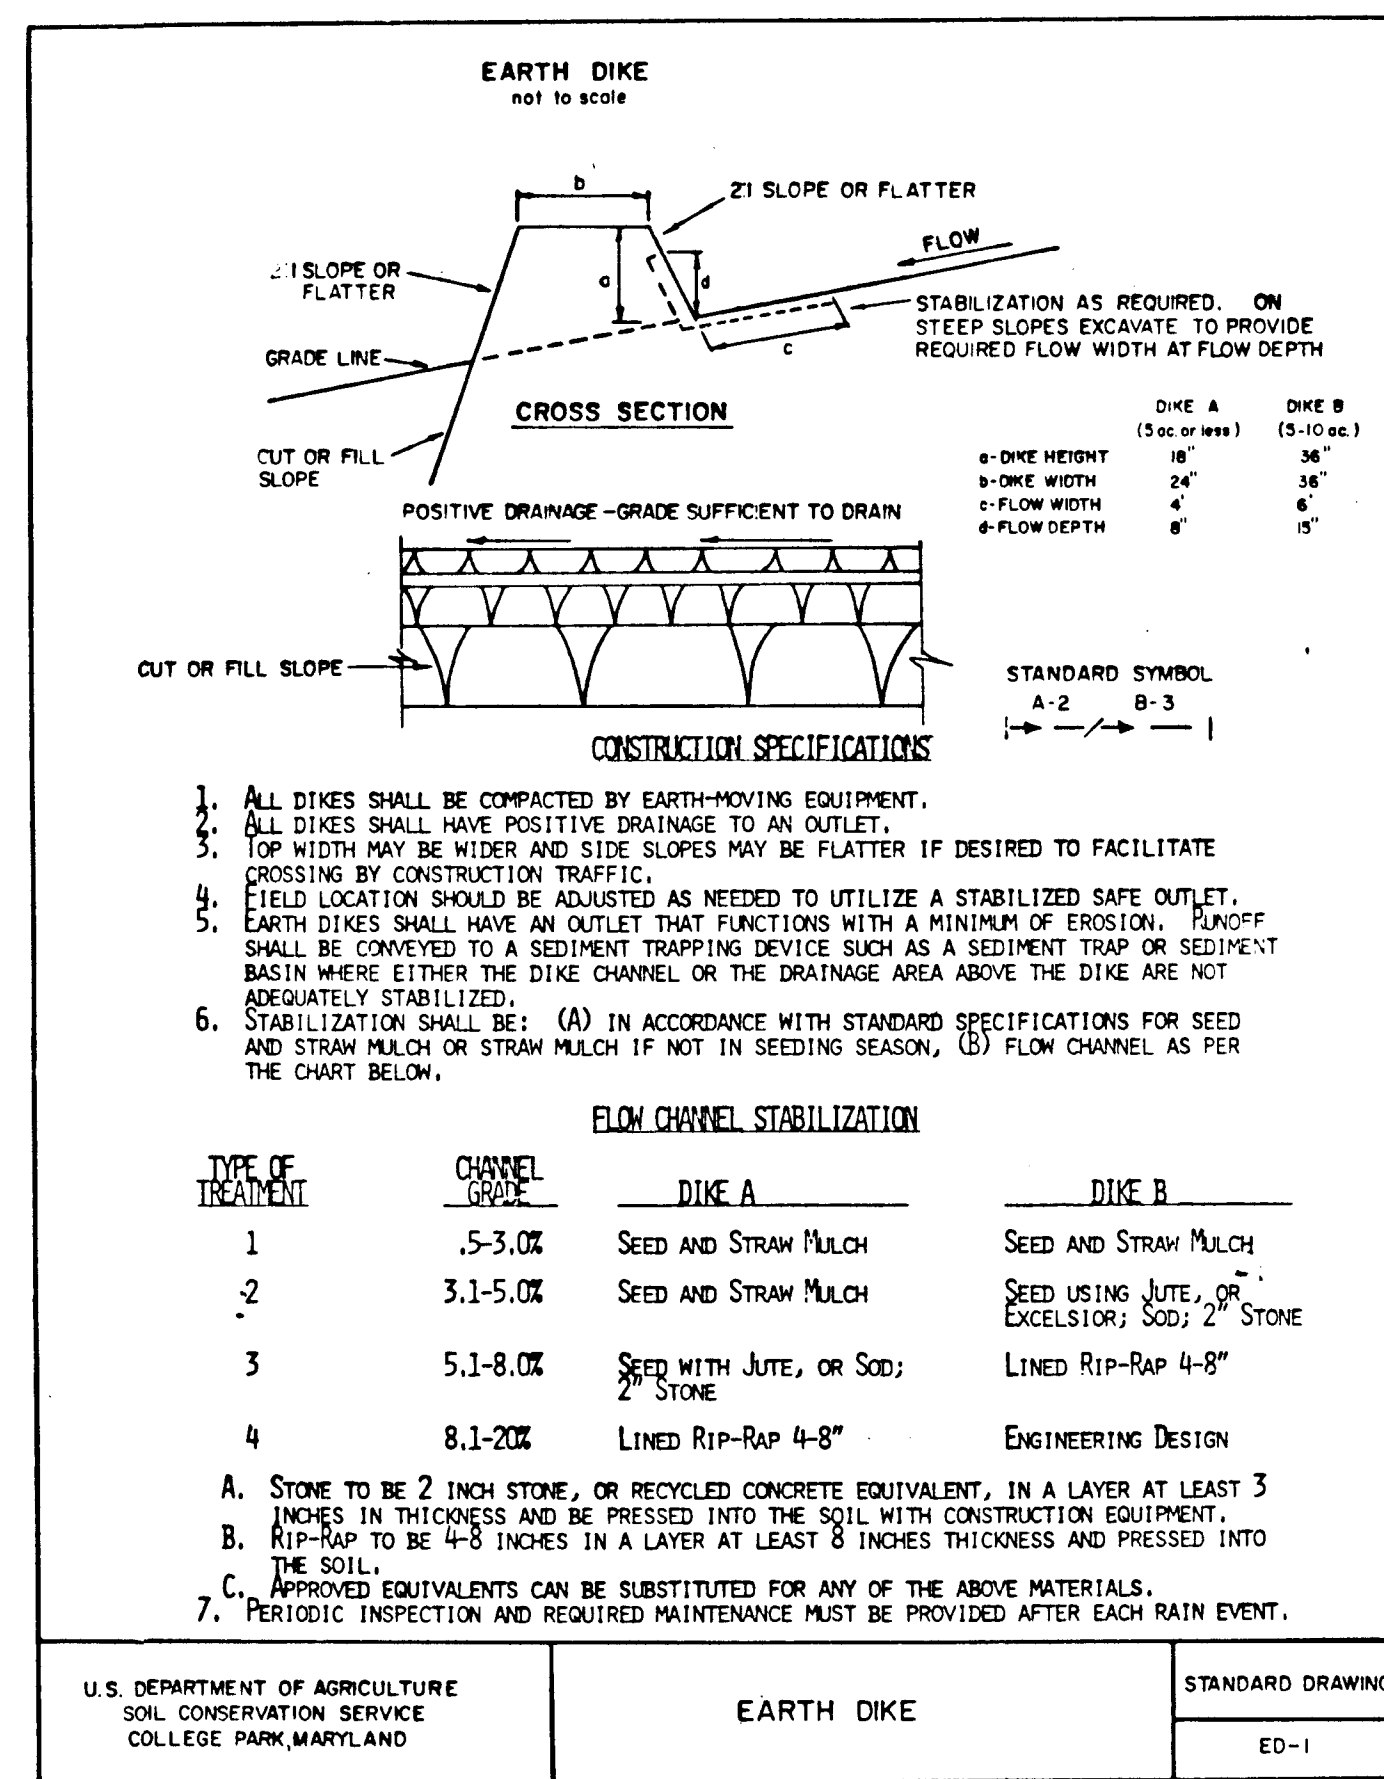 EARTH DIKE
not to scale
b
2:1 SLOPE OR FLATTER
FLOW
2:1 SLOPE OR
FLATTER
a
d
STABILIZATION AS REQUIRED. ON
STEEP SLOPES EXCAVATE TO PROVIDE
REQUIRED FLOW WIDTH AT FLOW DEPTH
c
GRADE LINE
CROSS SECTION
CUT OR FILL
SLOPE
DIKE A DIKE B
(5 ac. or less) (5-10 ac.)
a-DIKE HEIGHT 18" 36"
b-DIKE WIDTH 24" 36"
c-FLOW WIDTH 4' 6'
d-FLOW DEPTH 8" 15"
POSITIVE DRAINAGE-GRADE SUFFICIENT TO DRAIN
CUT OR FILL SLOPE
STANDARD SYMBOL
A-2 B-3
CONSTRUCTION SPECIFICATIONS
1. ALL DIKES SHALL BE COMPACTED BY EARTH-MOVING EQUIPMENT.
2. ALL DIKES SHALL HAVE POSITIVE DRAINAGE TO AN OUTLET.
3. TOP WIDTH MAY BE WIDER AND SIDE SLOPES MAY BE FLATTER IF DESIRED TO FACILITATE
CROSSING BY CONSTRUCTION TRAFFIC.
4. FIELD LOCATION SHOULD BE ADJUSTED AS NEEDED TO UTILIZE A STABILIZED SAFE OUTLET.
5. EARTH DIKES SHALL HAVE AN OUTLET THAT FUNCTIONS WITH A MINIMUM OF EROSION. RUNOFF
SHALL BE CONVEYED TO A SEDIMENT TRAPPING DEVICE SUCH AS A SEDIMENT TRAP OR SEDIMENT
BASIN WHERE EITHER THE DIKE CHANNEL OR THE DRAINAGE AREA ABOVE THE DIKE ARE NOT
ADEQUATELY STABILIZED.
6. STABILIZATION SHALL BE: (A) IN ACCORDANCE WITH STANDARD SPECIFICATIONS FOR SEED
AND STRAW MULCH OR STRAW MULCH IF NOT IN SEEDING SEASON, (B) FLOW CHANNEL AS PER
THE CHART BELOW.
FLOW CHANNEL STABILIZATION
TYPE OF TREATMENT CHANNEL GRADE DIKE A DIKE B
1 .5-3.0% SEED AND STRAW MULCH SEED AND STRAW MULCH
2 3.1-5.0% SEED AND STRAW MULCH SEED USING JUTE, OR
EXCELSIOR; SOD; 2" STONE
3 5.1-8.0% SEED WITH JUTE, OR SOD; LINED RIP-RAP 4-8"
2" STONE
4 8.1-20% LINED RIP-RAP 4-8" ENGINEERING DESIGN
A. STONE TO BE 2 INCH STONE, OR RECYCLED CONCRETE EQUIVALENT, IN A LAYER AT LEAST 3
INCHES IN THICKNESS AND BE PRESSED INTO THE SOIL WITH CONSTRUCTION EQUIPMENT.
B. RIP-RAP TO BE 4-8 INCHES IN A LAYER AT LEAST 8 INCHES THICKNESS AND PRESSED INTO
THE SOIL.
C. APPROVED EQUIVALENTS CAN BE SUBSTITUTED FOR ANY OF THE ABOVE MATERIALS.
7. PERIODIC INSPECTION AND REQUIRED MAINTENANCE MUST BE PROVIDED AFTER EACH RAIN EVENT.
U.S. DEPARTMENT OF AGRICULTURE
SOIL CONSERVATION SERVICE
COLLEGE PARK, MARYLAND
EARTH DIKE
STANDARD DRAWING
ED-1